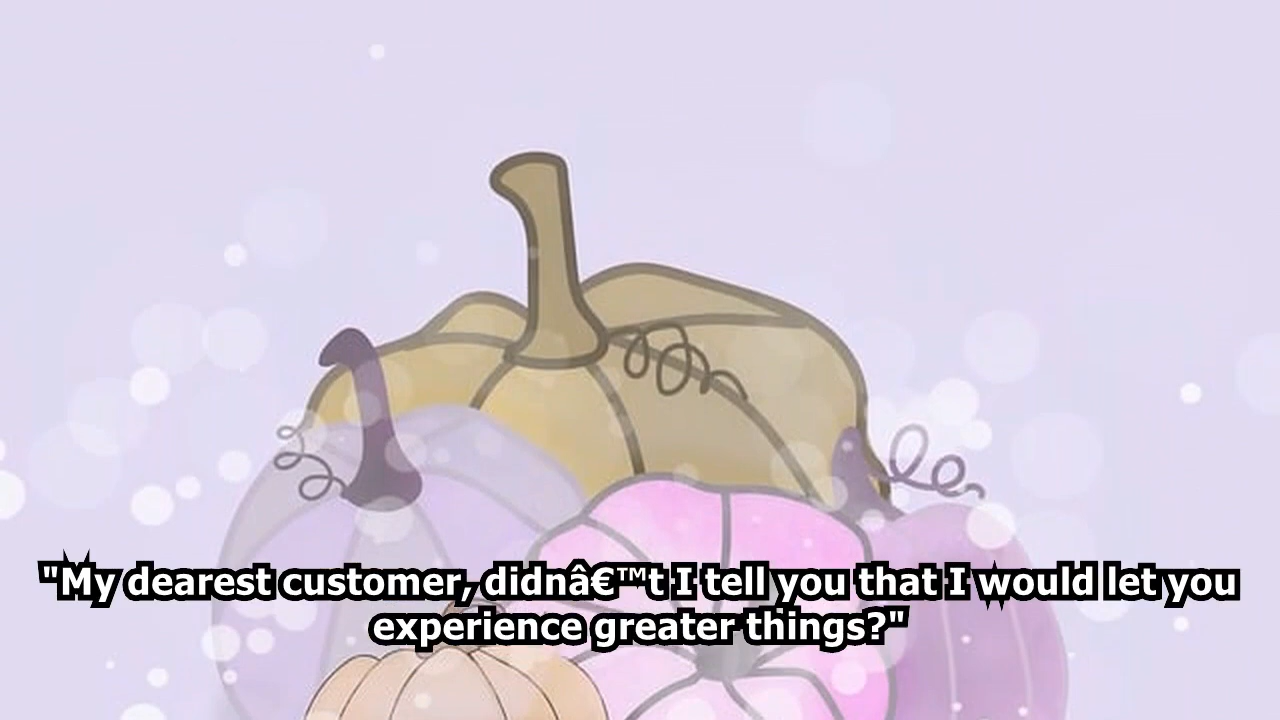 "My dearest customer, didnâ€™t I tell you that I would let you
experience greater things?"